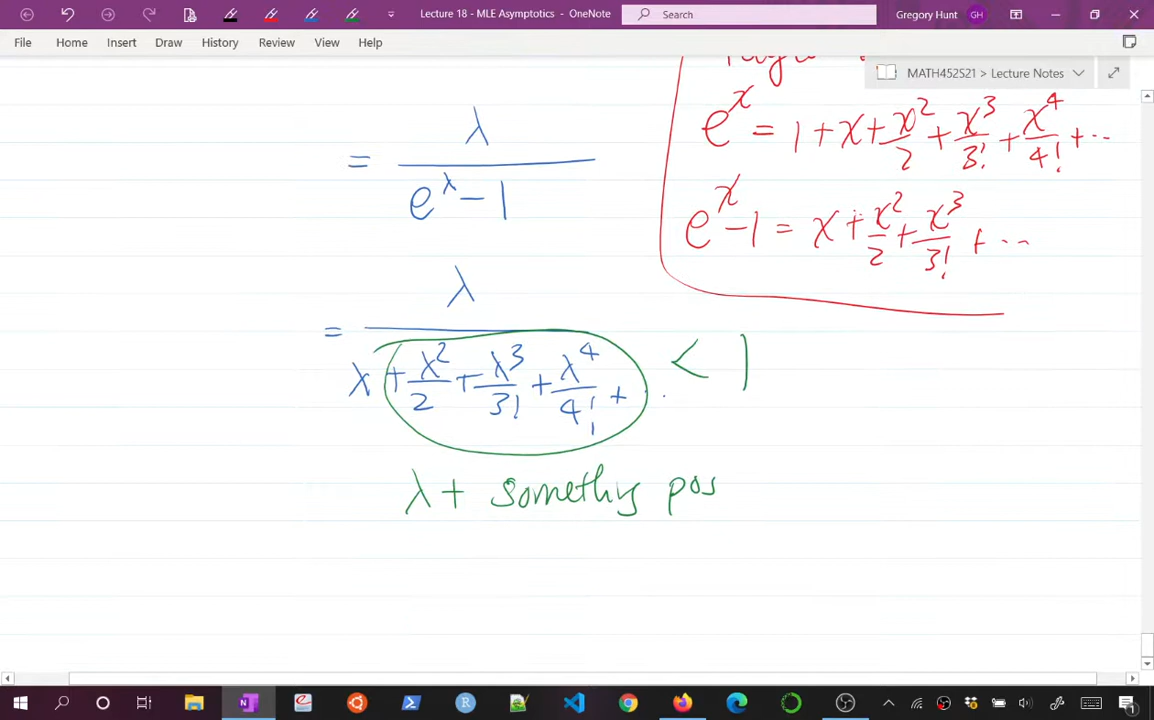 Lecture 18 - MLE Asymptotics - OneNote
Search
Gregory Hunt
GH
File Home Insert Draw History Review View Help
MATH452S21 > Lecture Notes
e^x = 1 + x + x^2/2 + x^3/3! + x^4/4! + ...
e^x - 1 = x + x^2/2 + x^3/3! + ...
= λ/(e^λ - 1)
= λ/(λ + λ^2/2 + λ^3/3! + λ^4/4! + ..) < 1
λ + somethig pos